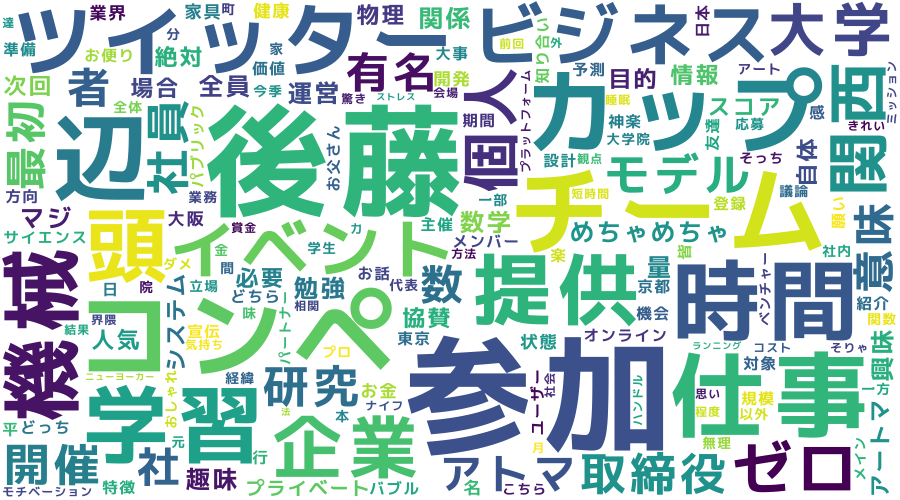 達
準備
業界
お便り
家具
町
分
健康
絶対
物理
関係
ツイッター
ビジネス
前回
外
知り合い
日本
大学
大事
家
価値
有名
開発
会場
予測
目的
情報
アート
ミッション
次回
者
場合
全員
今季
運営
驚き
ストレス
期間
プラットフォーム
睡眠
スコア
きれい
最初
全体
辺
社員
パブリック
後藤
お父さん
個人
カップ
神楽
大学院
友達
応募
感
関西
設計
観点
そっち
自体
モデル
短時間
登録
議論
願い
方向
業務
一部
マジ
頭
大阪
賞金
学生
カ
主催
数学
チーム
めちゃめちゃ
意味
サイエンス
ダメ
金
イベント
メンバー
方法
楽
省
社内
機械
院
日
システム
立場
間
どちら
必要
味
勉強
相関
お話
代表
数
提供
量
京都
時間
ベンチャー
紹介
関数
結果
界隈
人気
コンペ
宣伝
気持ち
パートナー
プロ
協賛
東京
オンライン
機会
状態
ランニング
コスト
そりゃ
対象
興味
ニューヨーカー
おしゃれ
経緯
研究
法
お金
ナイフ
本
参加
ユーザー
社会
ハンドル
仕事
思い
程度
規模
以外
一方
学習
企業
平
どっち
元
月
無理
メイン
アートマ
開催
社
趣味
行
プライベート
バブル
アトマ
名
こちら
取締役
ゼロ
モチベーション
特徴